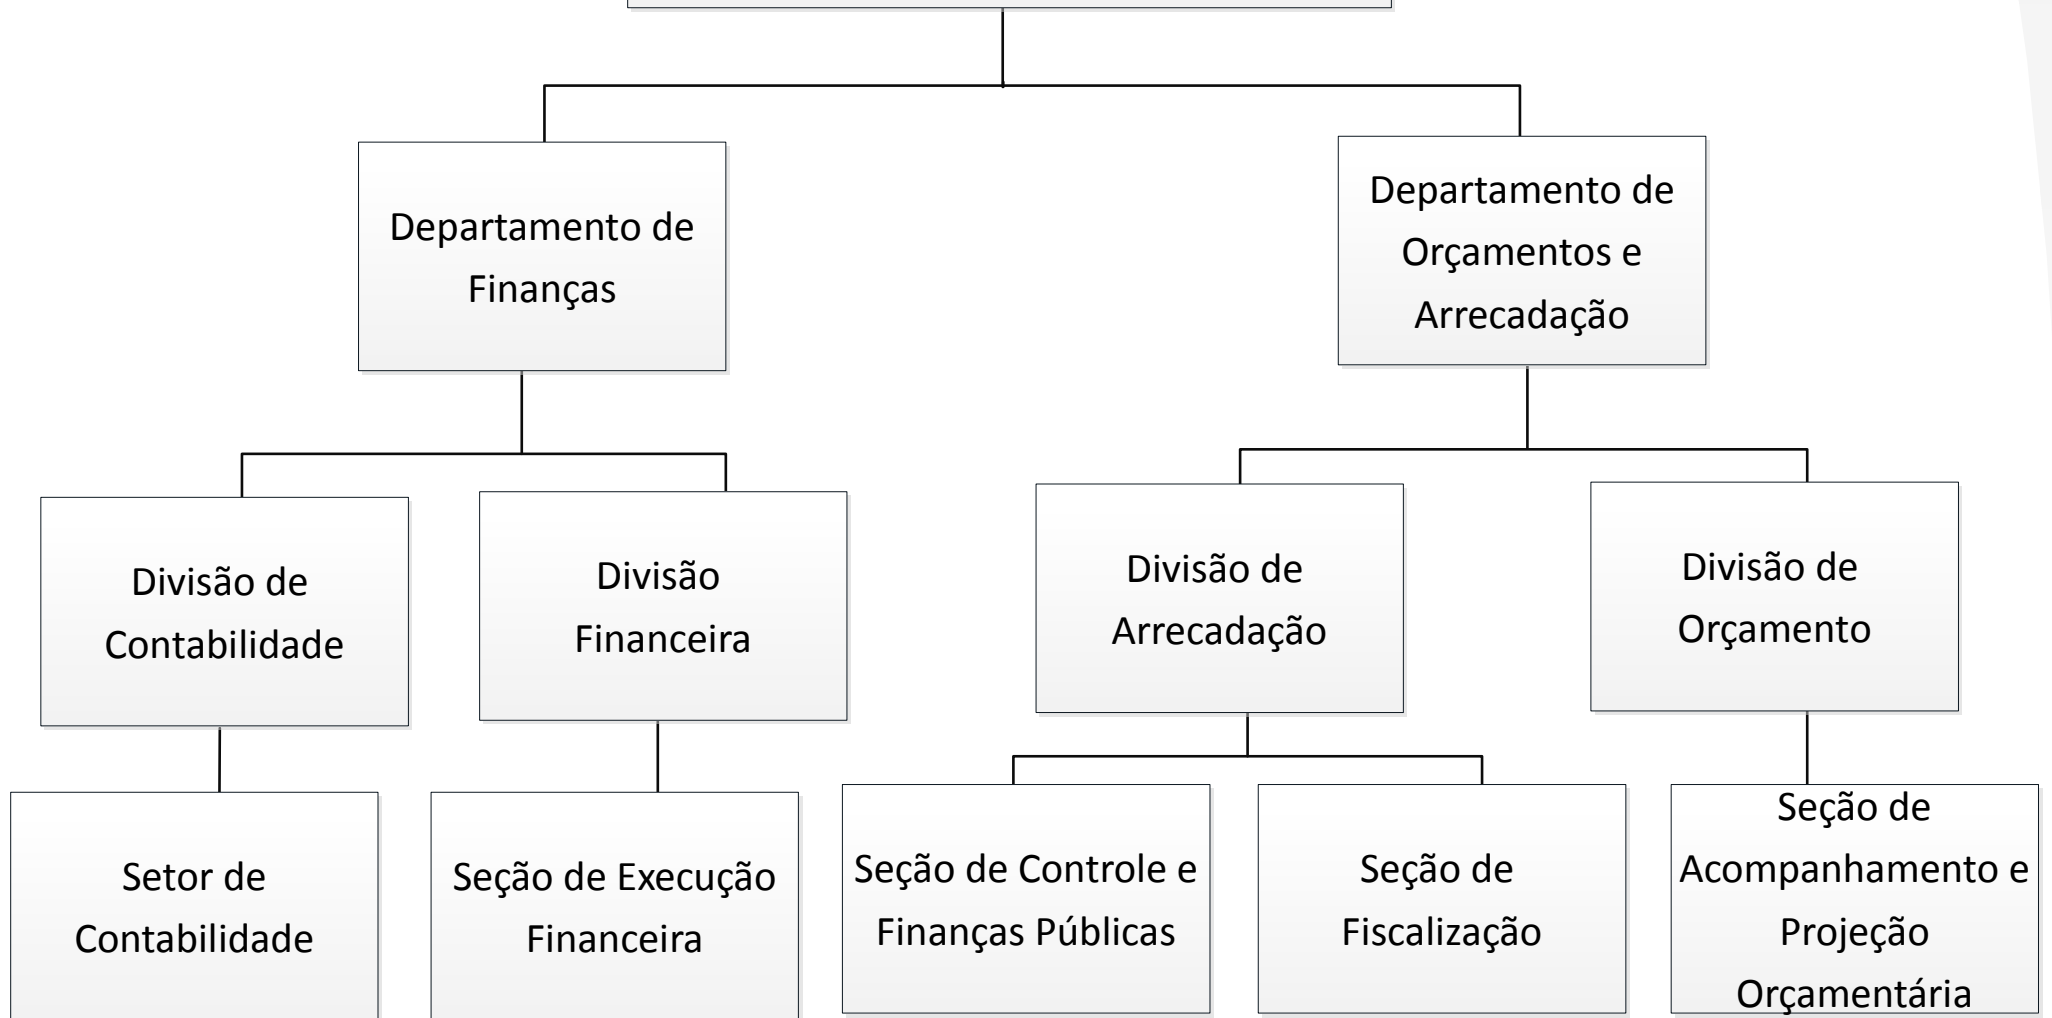 Departamento de
Finanças
Departamento de
Orçamentos e
Arrecadação
Divisão de
Contabilidade
Divisão
Financeira
Divisão de
Arrecadação
Divisão de
Orçamento
Setor de
Contabilidade
Seção de Execução
Financeira
Seção de Controle e
Finanças Públicas
Seção de
Fiscalização
Seção de
Acompanhamento e
Projeção
Orçamentária